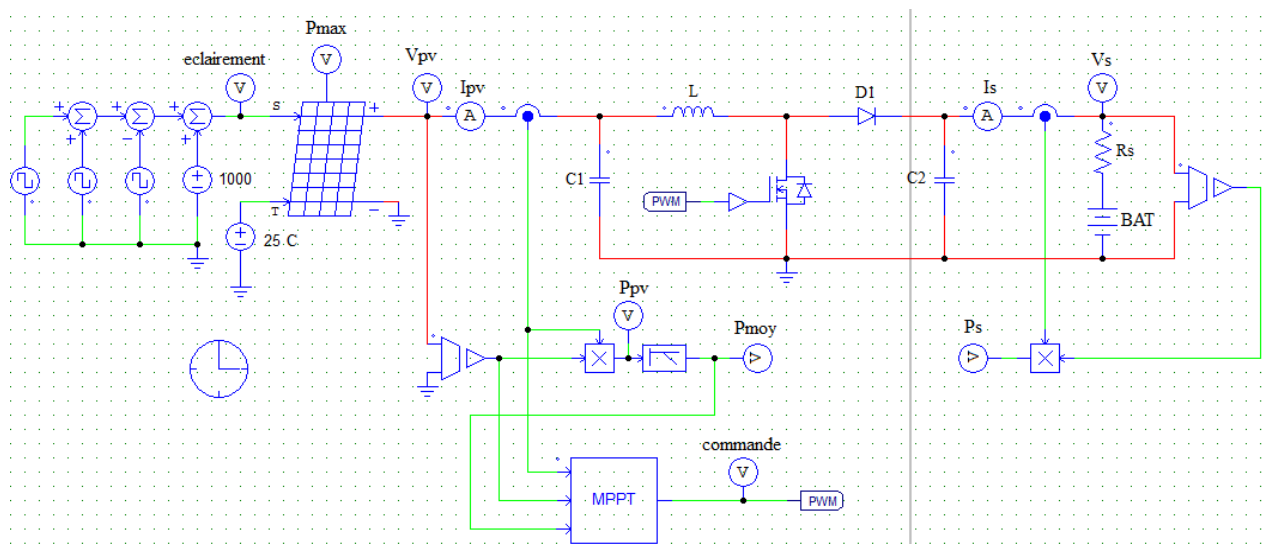 Pmax
eclairement
V
V
Vpv
V
Ipv
A
L
D1
Is
A
Vs
V
S
+
+
+
+
+
−
+
Σ
Σ
Σ
1000
T
−
25 C
C1
PWM
C2
Rs
BAT
Ppv
V
Pmoy
V
Ps
V
×
×
commande
V
MPPT
PWM